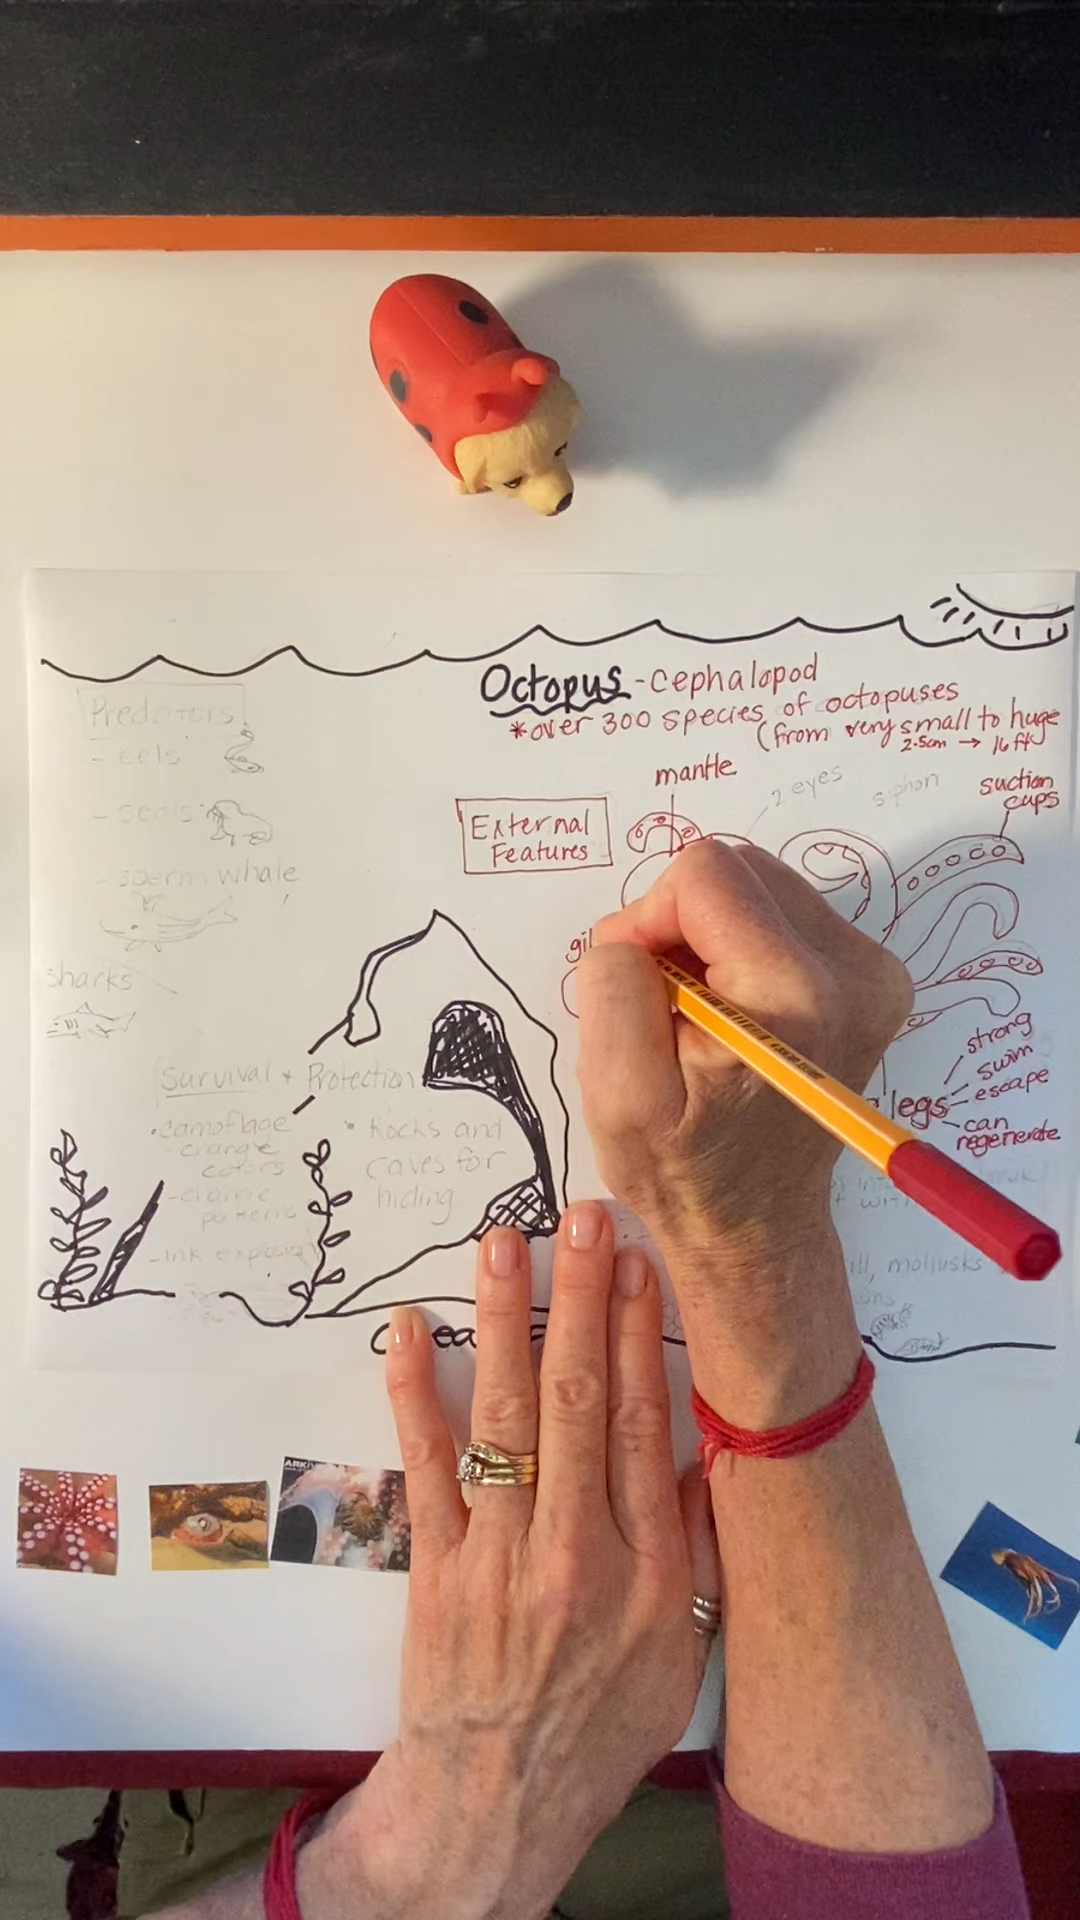 Octopus - cephalopod
*over 300 species of octopuses
(from very small to huge
2.5cm → 16ft
mantle
2 eyes
siphon
suction
cups
External
Features
Predators
- eels
- seals
- sperm whale
sharks
strong
swim
escape
legs
can
regenerate
Survival + Protection
•camoflage
- change
colors
- change
patterns
- ink explosion
• Rocks and
caves for
hiding
mollusks
ARK